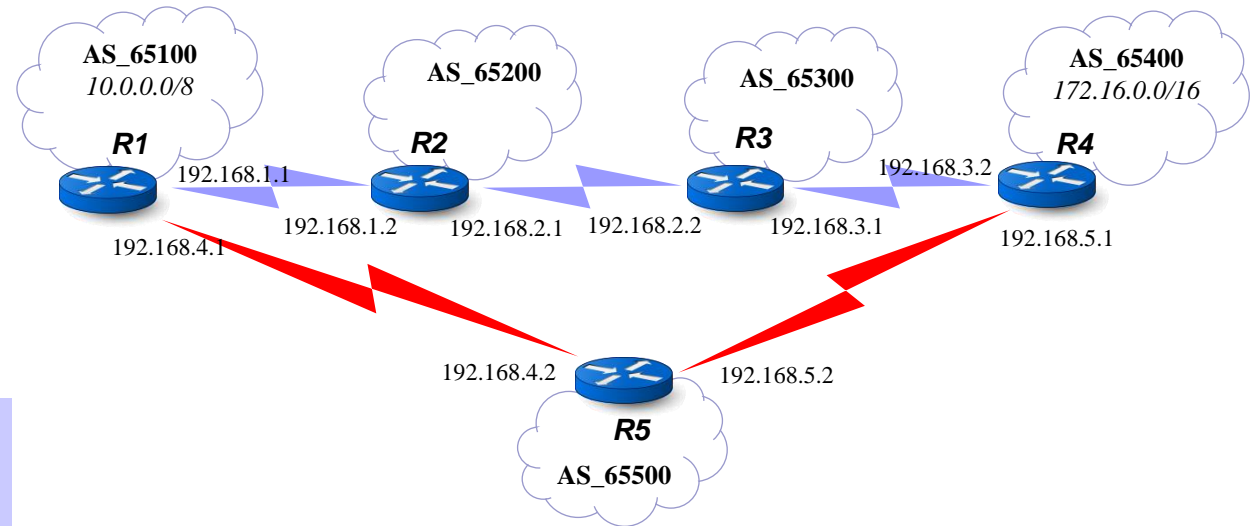 AS_65100
10.0.0.0/8
R1
AS_65200
R2
AS_65300
R3
AS_65400
172.16.0.0/16
R4
192.168.1.1
192.168.1.2
192.168.2.1
192.168.2.2
192.168.3.1
192.168.3.2
192.168.4.1
192.168.5.1
192.168.4.2
192.168.5.2
R5
AS_65500